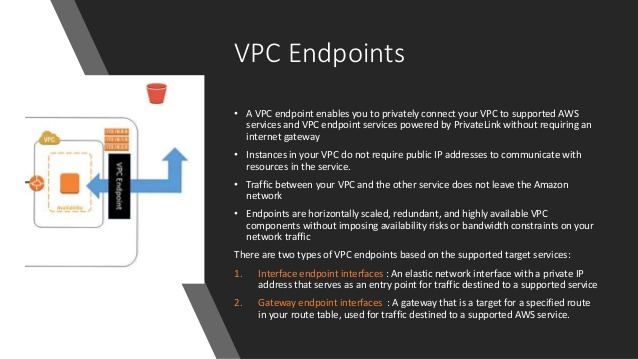 VPC Endpoints
• A VPC endpoint enables you to privately connect your VPC to supported AWS
services and VPC endpoint services powered by PrivateLink without requiring an
internet gateway
• Instances in your VPC do not require public IP addresses to communicate with
resources in the service.
• Traffic between your VPC and the other service does not leave the Amazon
network
• Endpoints are horizontally scaled, redundant, and highly available VPC
components without imposing availability risks or bandwidth constraints on your
network traffic
There are two types of VPC endpoints based on the supported target services:
1. Interface endpoint interfaces : An elastic network interface with a private IP
address that serves as an entry point for traffic destined to a supported service
2. Gateway endpoint interfaces : A gateway that is a target for a specified route
in your route table, used for traffic destined to a supported AWS service.
VPC
VPC Endpoint
Availability